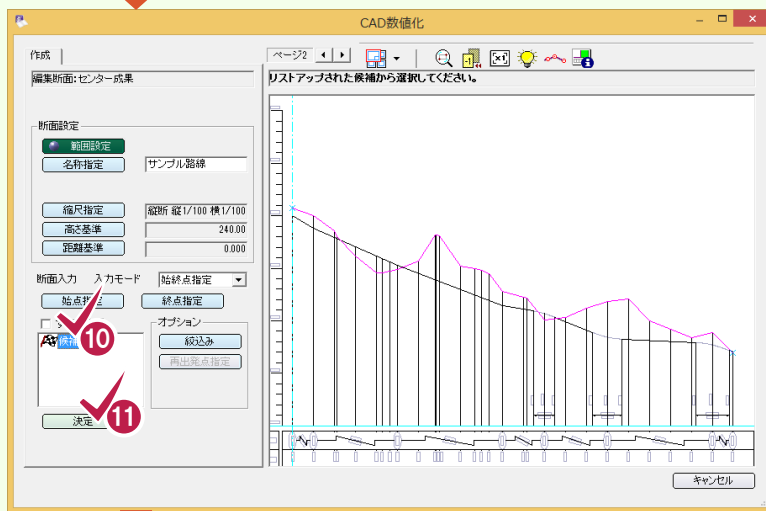 CAD数値化
作成
ページ2
編集断面:センター成果
リストアップされた候補から選択してください。
断面設定
範囲設定
名称指定 サンプル路線
縮尺指定 縦断 縦1/100 横1/100
高さ基準 240.00
距離基準 0.000
断面入力 入力モード 始終点指定
始点指 終点指定
オプション
10
候補
絞込み
再出発点指定
11
決定
キャンセル